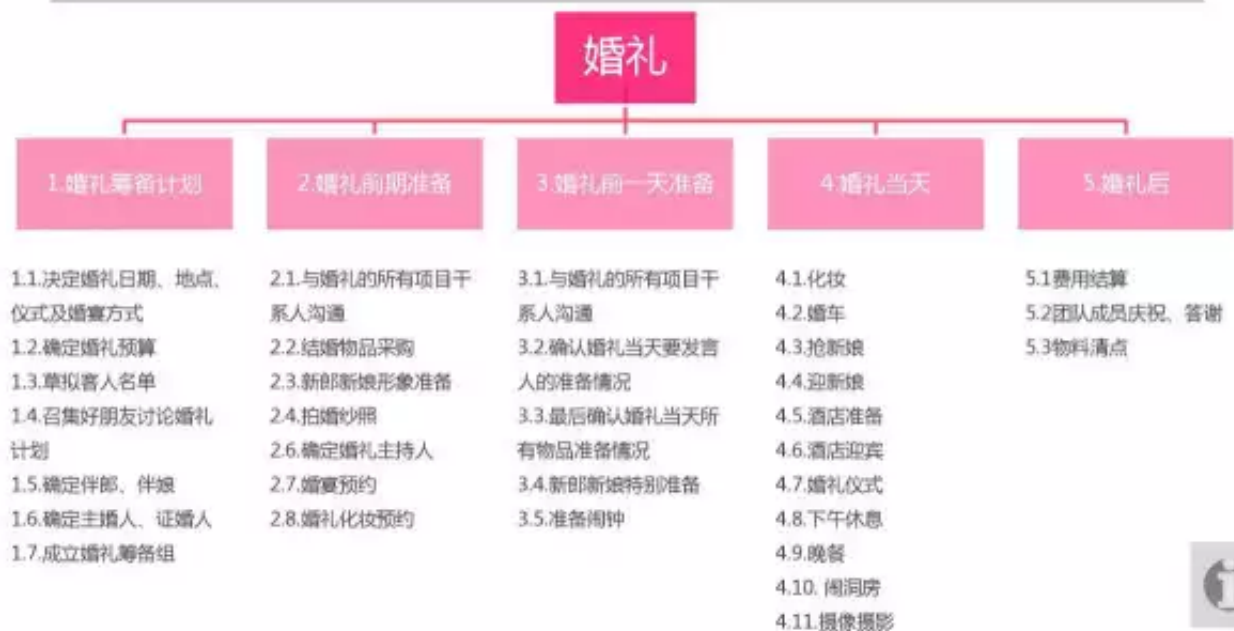 婚礼
1.婚礼筹备计划
2.婚礼前期准备
3.婚礼前一天准备
4.婚礼当天
5.婚礼后
1.1.决定婚礼日期、地点、
仪式及婚宴方式
1.2.确定婚礼预算
1.3.草拟客人名单
1.4.召集好朋友讨论婚礼
计划
1.5.确定伴郎、伴娘
1.6.确定主婚人、证婚人
1.7.成立婚礼筹备组
2.1.与婚礼的所有项目干
系人沟通
2.2.结婚物品采购
2.3.新郎新娘形象准备
2.4.拍婚纱照
2.6.确定婚礼主持人
2.7.婚宴预约
2.8.婚礼化妆预约
3.1.与婚礼的所有项目干
系人沟通
3.2.确认婚礼当天要发言
人的准备情况
3.3.最后确认婚礼当天所
有物品准备情况
3.4.新郎新娘特别准备
3.5.准备闹钟
4.1.化妆
4.2.婚车
4.3.抢新娘
4.4.迎新娘
4.5.酒店准备
4.6.酒店迎宾
4.7.婚礼仪式
4.8.下午休息
4.9.晚餐
4.10. 闹洞房
4.11.摄像摄影
5.1费用结算
5.2团队成员庆祝、答谢
5.3物料清点